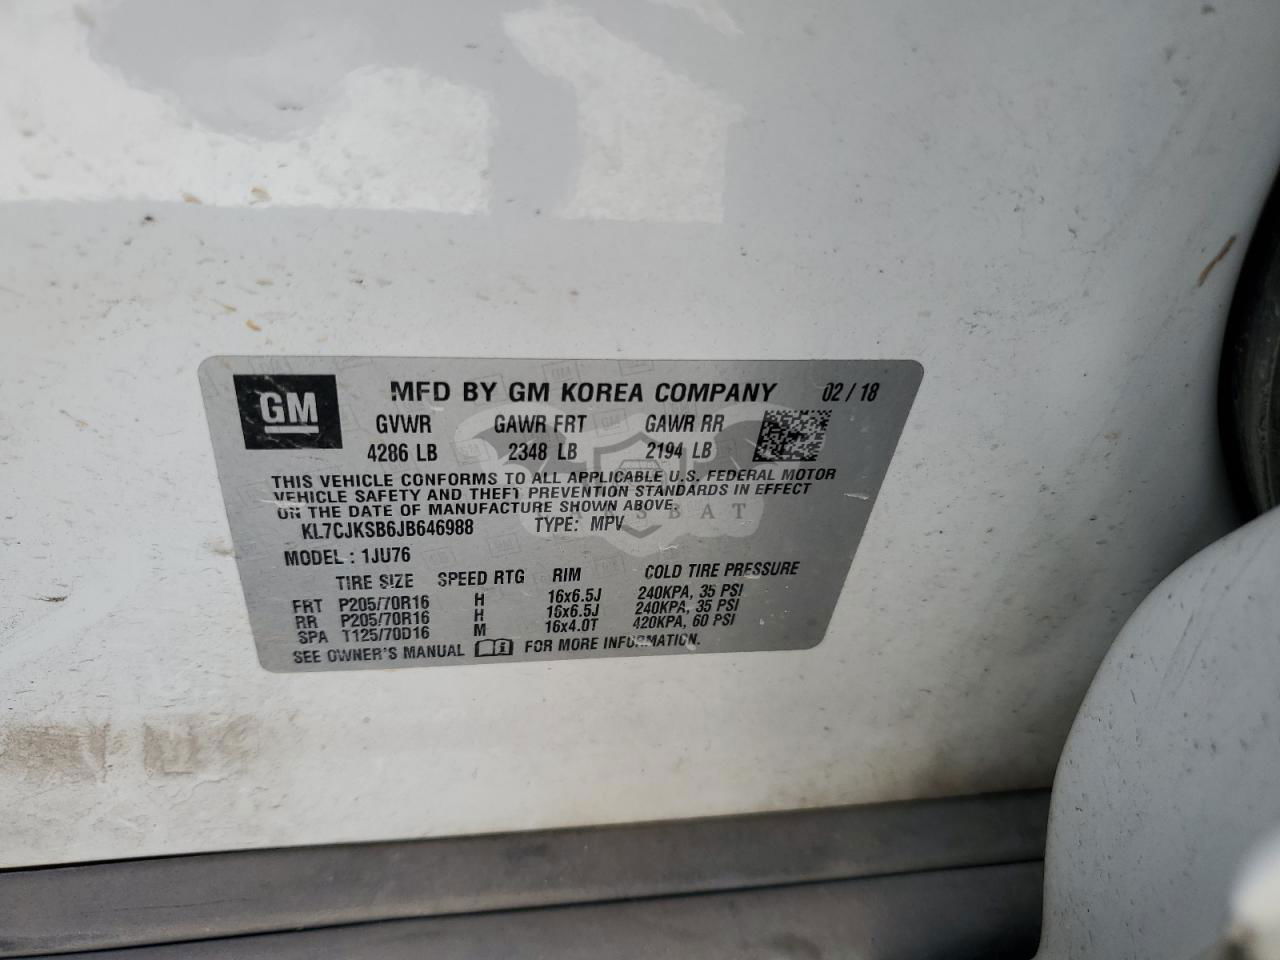 GM
MFD BY GM KOREA COMPANY 02 / 18
GVWR GAWR FRT GAWR RR
4286 LB 2348 LB 2194 LB
THIS VEHICLE CONFORMS TO ALL APPLICABLE U.S. FEDERAL MOTOR
VEHICLE SAFETY AND THEFT PREVENTION STANDARDS IN EFFECT
ON THE DATE OF MANUFACTURE SHOWN ABOVE.
CARSBAT
KL7CJKSB6JB646988 TYPE: MPV
MODEL : 1JU76
TIRE SIZE SPEED RTG RIM COLD TIRE PRESSURE
FRT P205/70R16 H 16x6.5J 240KPA, 35 PSI
RR P205/70R16 H 16x6.5J 240KPA, 35 PSI
SPA T125/70D16 M 16x4.0T 420KPA, 60 PSI
SEE OWNER'S MANUAL FOR MORE INFORMATION.